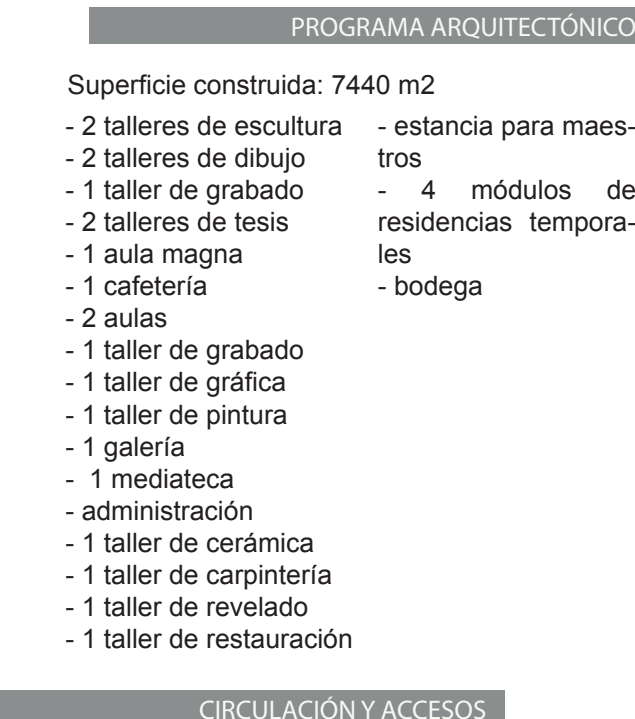 PROGRAMA ARQUITECTÓNICO
Superficie construida: 7440 m2
- 2 talleres de escultura
- 2 talleres de dibujo
- 1 taller de grabado
- 2 talleres de tesis
- 1 aula magna
- 1 cafetería
- 2 aulas
- 1 taller de grabado
- 1 taller de gráfica
- 1 taller de pintura
- 1 galería
- 1 mediateca
- administración
- 1 taller de cerámica
- 1 taller de carpintería
- 1 taller de revelado
- 1 taller de restauración
- estancia para maes-
tros
- 4 módulos de
residencias tempora-
les
- bodega
CIRCULACIÓN Y ACCESOS